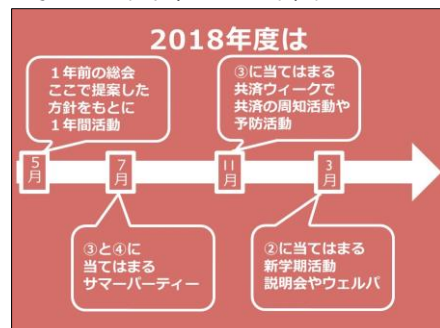 2018年度は
1年前の総会
ここで提案した
方針をもとに
1年間活動
③に当てはまる
共済ウィークで
共済の周知活動や
予防活動
5月
7月
11月
3月
③と④に
当てはまる
サマーパーティー
②に当てはまる
新学期活動
説明会やウェルパ